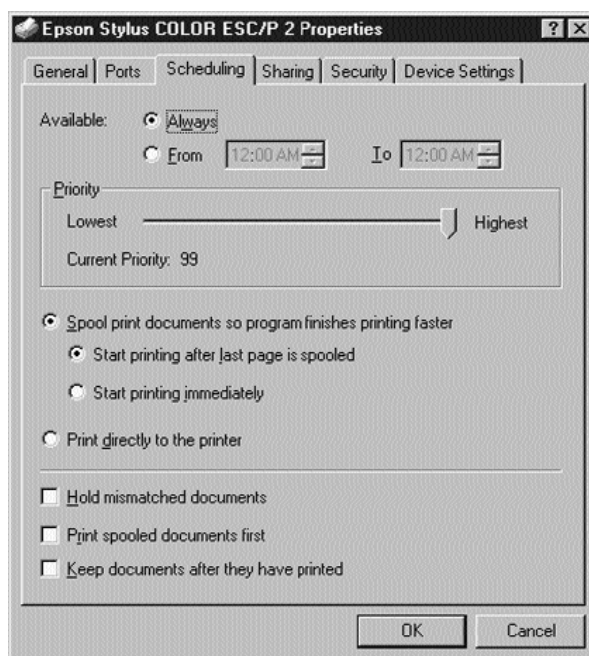 Epson Stylus COLOR ESC/P 2 Properties ? X
General Ports Scheduling Sharing Security Device Settings
Available: Always
From 12:00 AM To 12:00 AM
Priority
Lowest Highest
Current Priority: 99
Spool print documents so program finishes printing faster
Start printing after last page is spooled
Start printing immediately
Print directly to the printer
Hold mismatched documents
Print spooled documents first
Keep documents after they have printed
OK Cancel